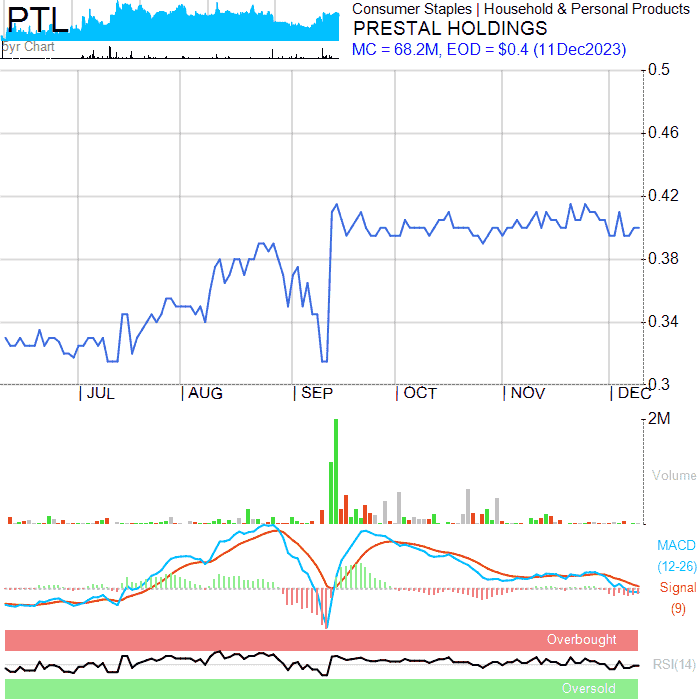 PTL
5yr Chart
Consumer Staples | Household & Personal Products
PRESTAL HOLDINGS
MC = 68.2M, EOD = $0.4 (11Dec2023)
0.5
0.46
0.42
0.38
0.34
0.3
JUL AUG SEP OCT NOV DEC
2M
Volume
MACD
(12-26)
Signal
(9)
Overbought
RSI(14)
Oversold